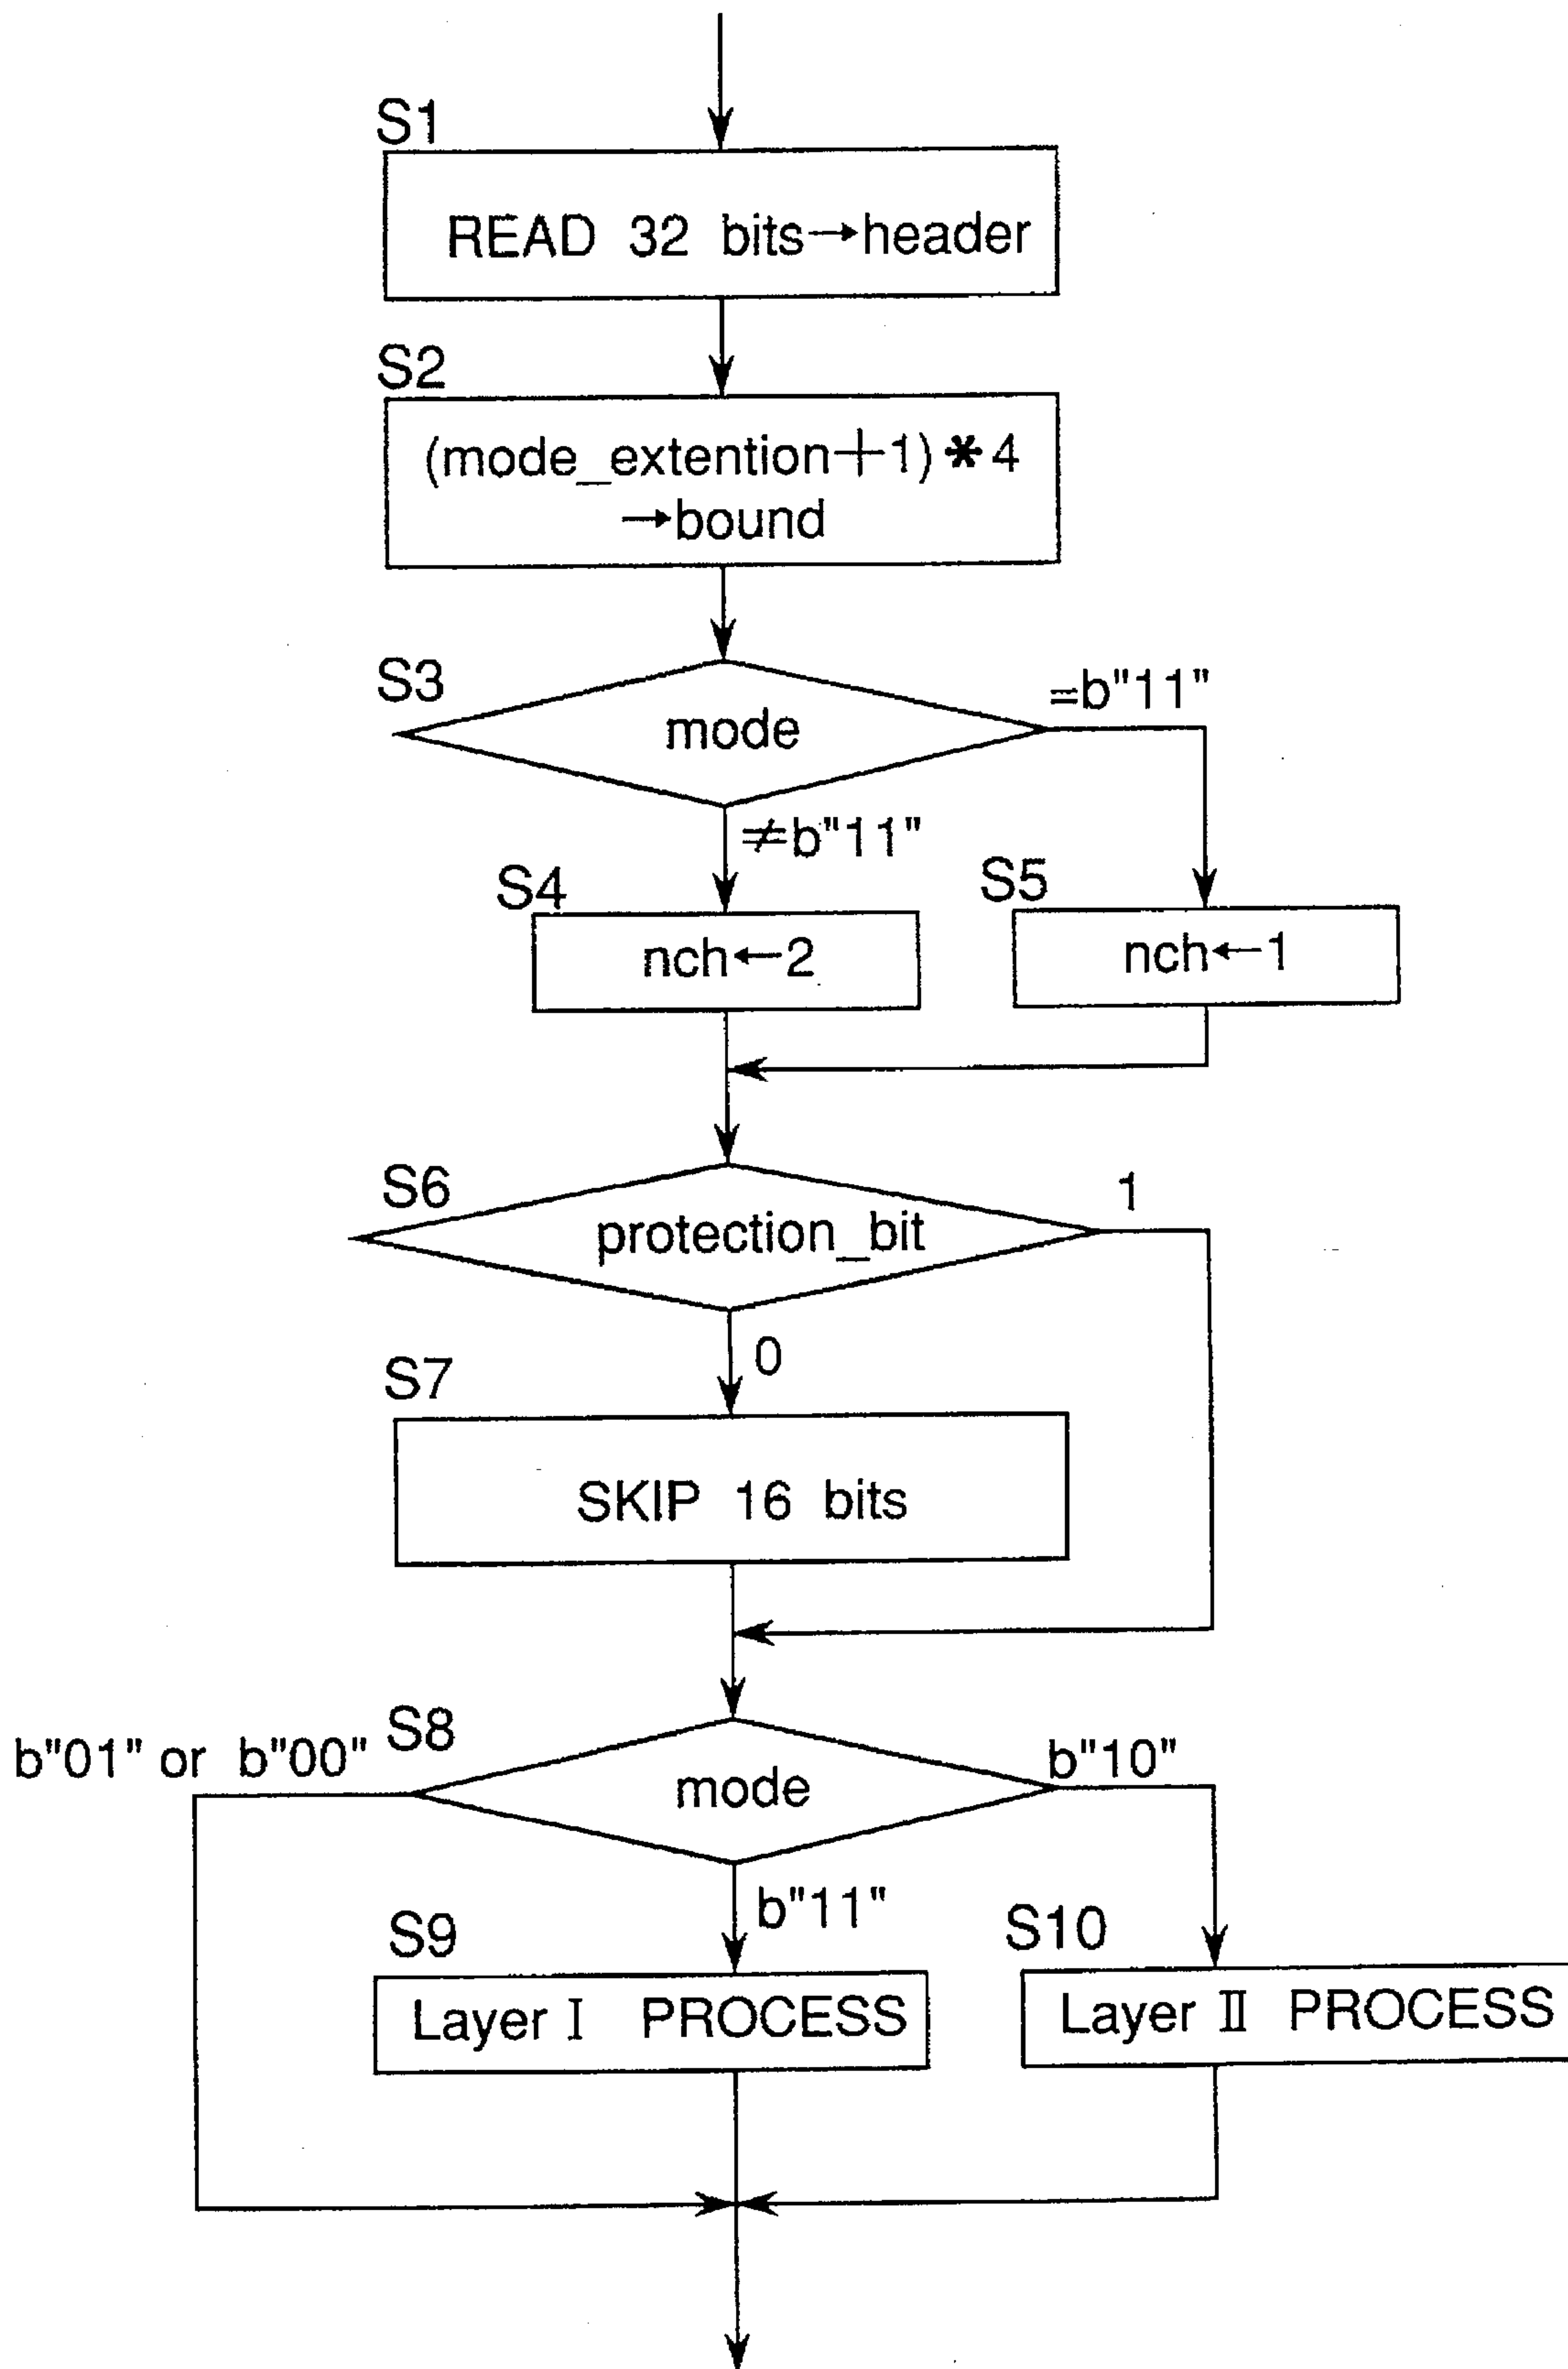 S1
READ 32 bits→header
S2
(mode_extention+1)*4
→bound
S3
mode
=b"11"
≠b"11"
S4
nch←2
S5
nch←1
S6
protection_bit
1
0
S7
SKIP 16 bits
S8
mode
b"01" or b"00"
b"10"
b"11"
S9
Layer I PROCESS
S10
Layer II PROCESS